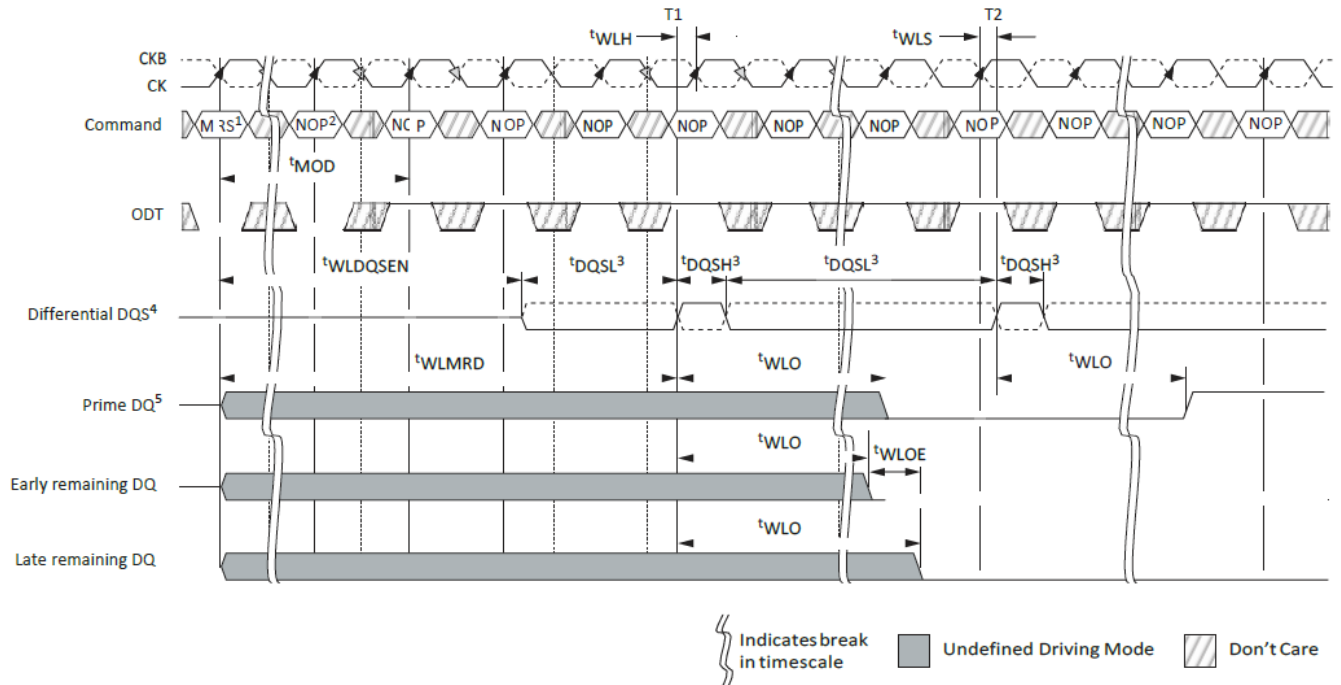 T1 T2
tWLH tWLS
CKB
CK
Command MRS1 NOP2 NOP NOP NOP NOP NOP NOP NOP NOP NOP NOP
tMOD
ODT
tWLDQSEN tDQSL3 tDQSH3 tDQSL3 tDQSH3
Differential DQS4
tWLMRD tWLO tWLO
Prime DQ5
tWLO tWLOE
Early remaining DQ
tWLO
Late remaining DQ
Indicates break
in timescale
Undefined Driving Mode
Don't Care